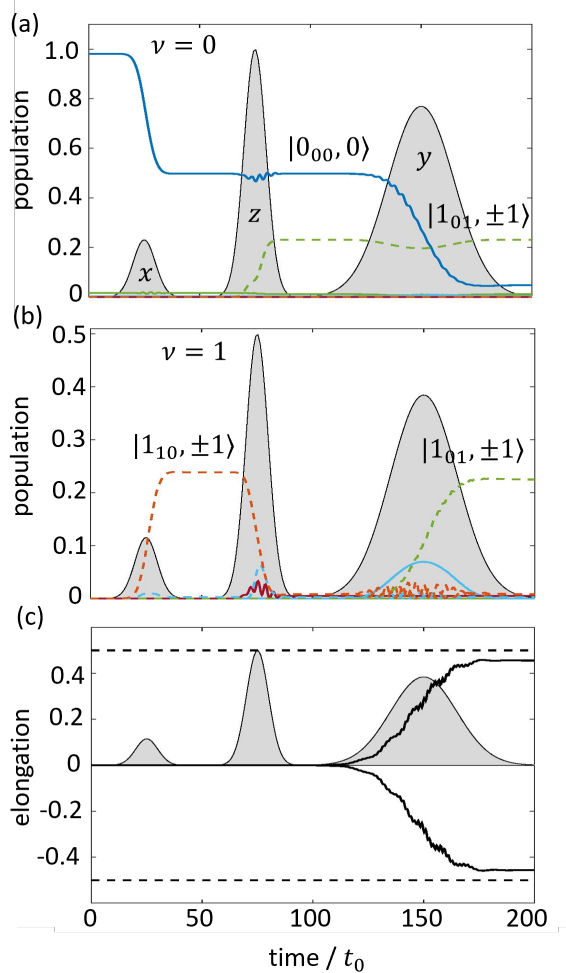 (a)
ν = 0
1.0
0.8
0.6
0.4
0.2
0
population
|0₀₀, 0⟩
|1₀₁, ±1⟩
x
z
y
(b)
ν = 1
0.5
0.4
0.3
0.2
0.1
0
population
|1₁₀, ±1⟩
|1₀₁, ±1⟩
(c)
0.4
0.2
0
-0.2
-0.4
elongation
0 50 100 150 200
time / t₀